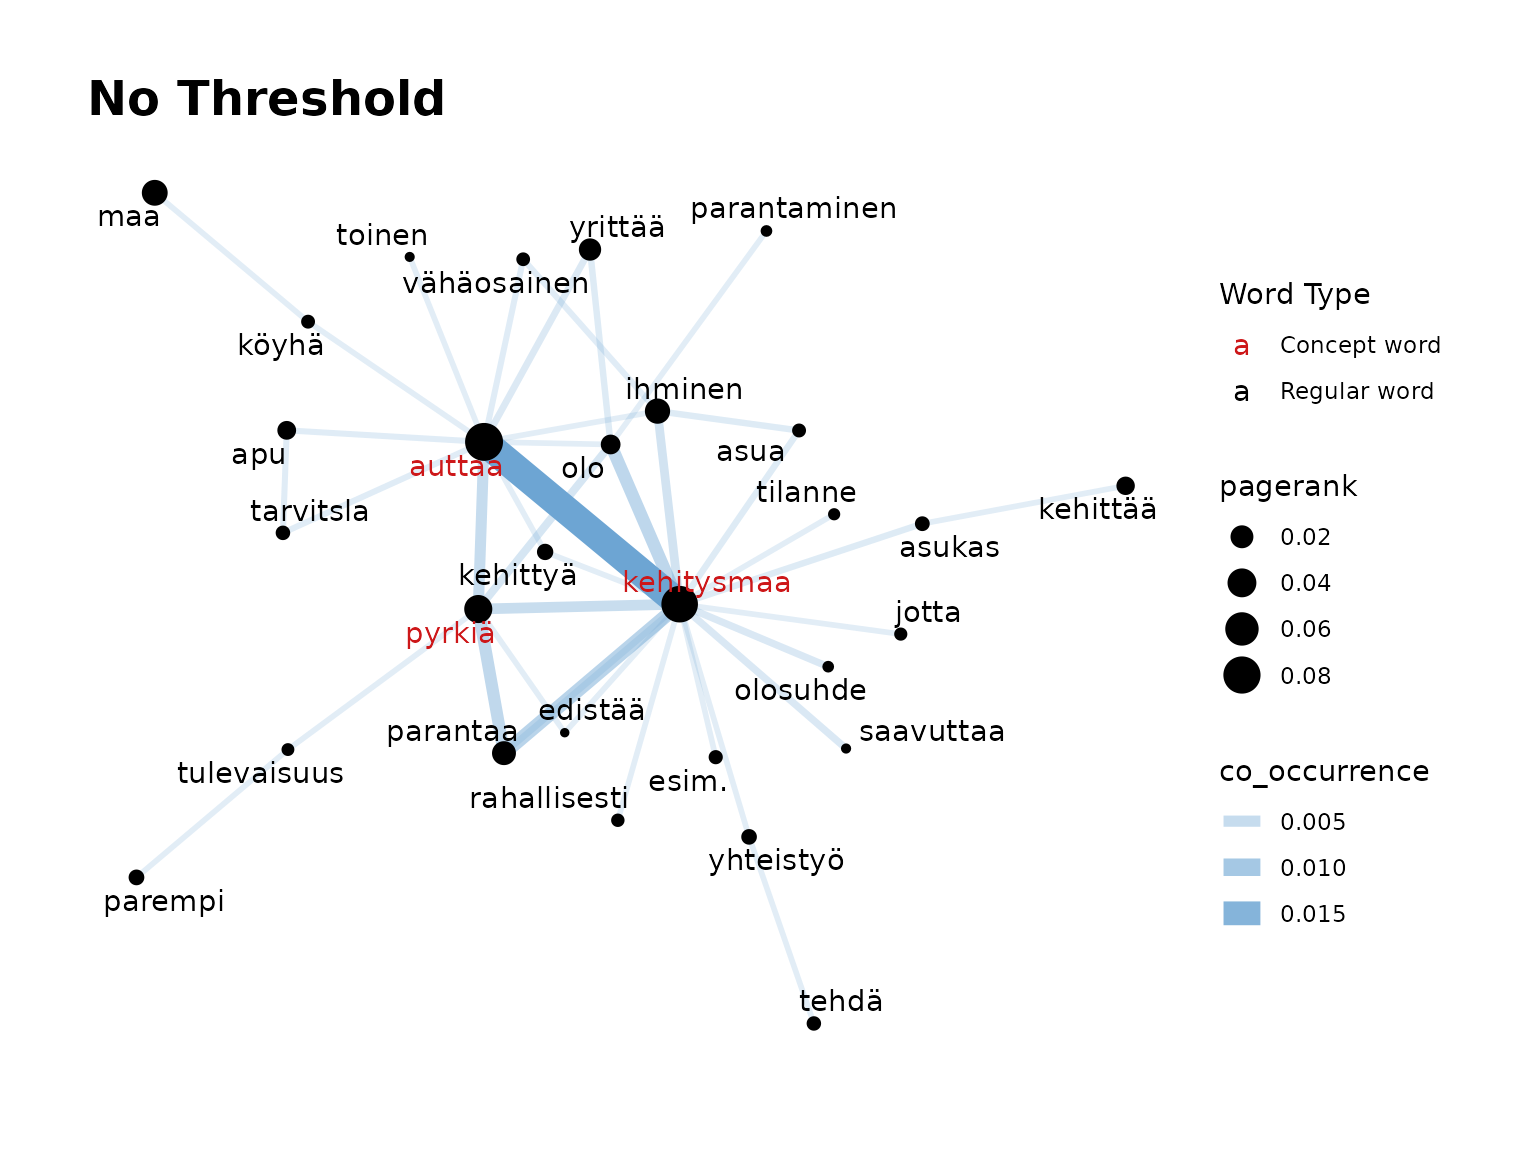 No Threshold
maa
toinen
yrittää
parantaminen
vähäosainen
köyhä
ihminen
apu
auttaa
olo
asua
tilanne
tarvitsla
kehittää
asukas
kehittyä
kehitysmaa
pyrkiä
jotta
olosuhde
edistää
parantaa
saavuttaa
tulevaisuus
rahallisesti
esim.
yhteistyö
parempi
tehdä
Word Type
a Concept word
a Regular word
pagerank
0.02
0.04
0.06
0.08
co_occurrence
0.005
0.010
0.015